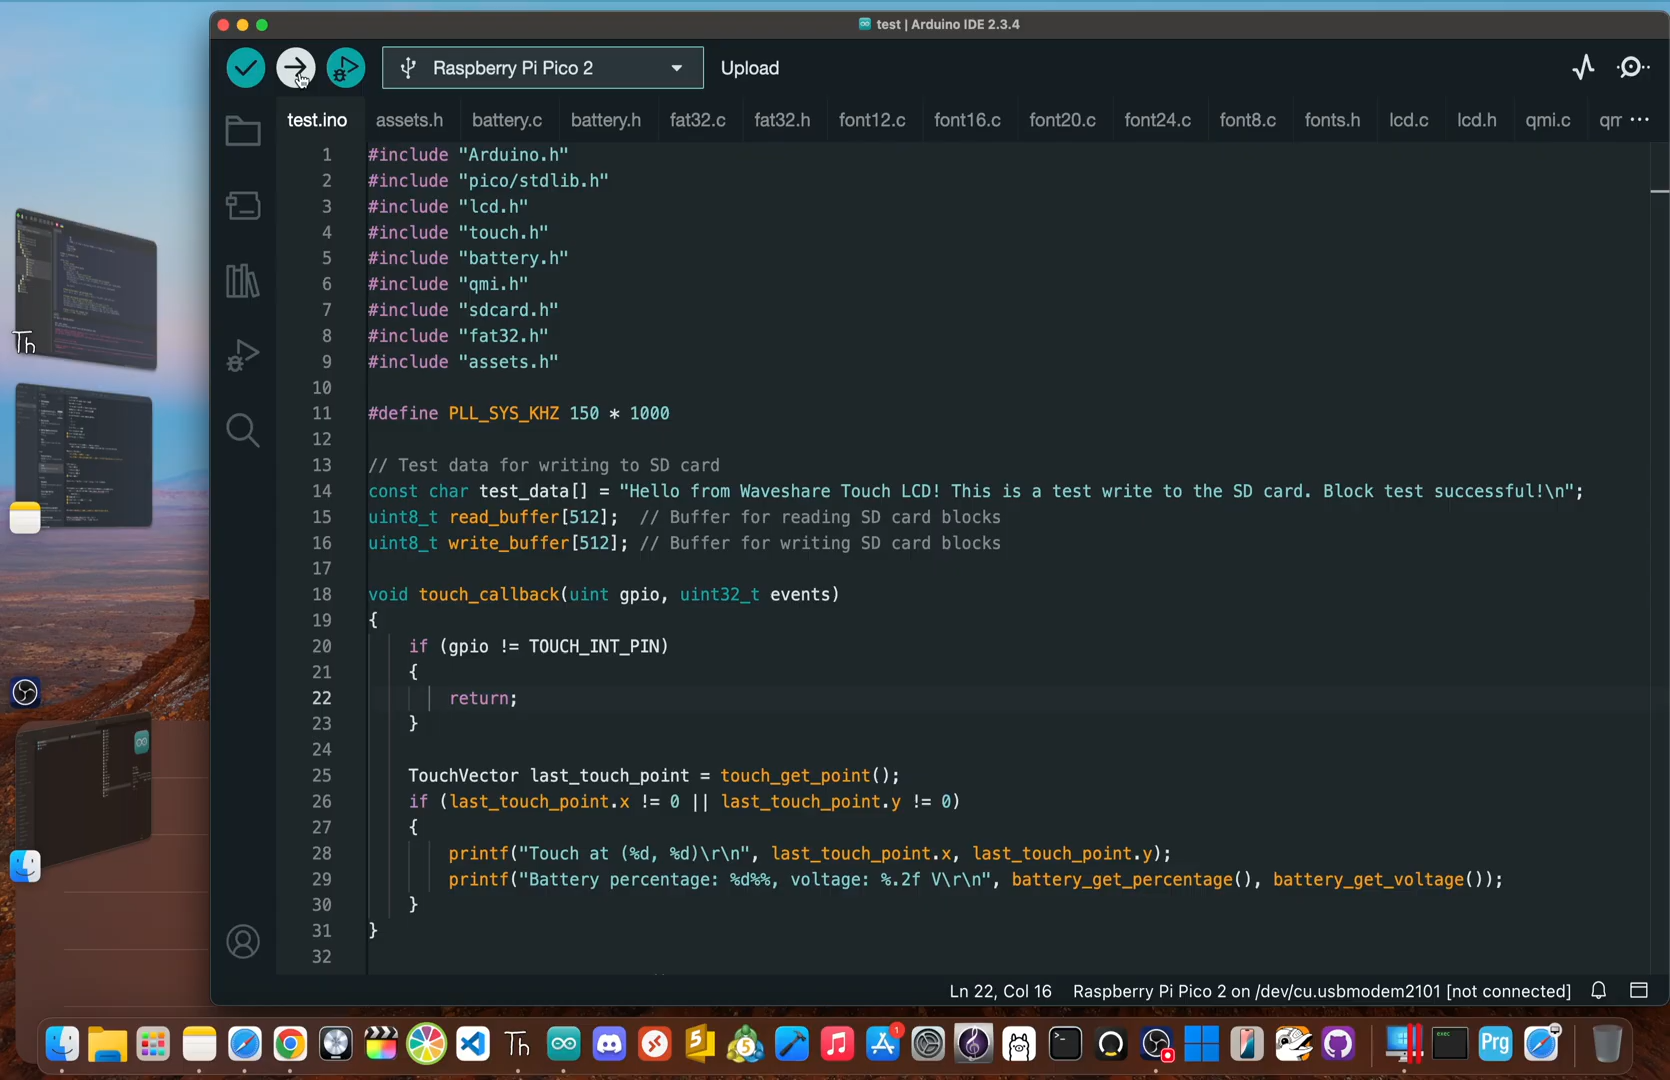 test | Arduino IDE 2.3.4
Raspberry Pi Pico 2
Upload
test.ino assets.h battery.c battery.h fat32.c fat32.h font12.c font16.c font20.c font24.c font8.c fonts.h lcd.c lcd.h qmi.c qr ···
1 #include "Arduino.h"
2 #include "pico/stdlib.h"
3 #include "lcd.h"
4 #include "touch.h"
5 #include "battery.h"
6 #include "qmi.h"
7 #include "sdcard.h"
8 #include "fat32.h"
9 #include "assets.h"
10
11 #define PLL_SYS_KHZ 150 * 1000
12
13 // Test data for writing to SD card
14 const char test_data[] = "Hello from Waveshare Touch LCD! This is a test write to the SD card. Block test successful!\n";
15 uint8_t read_buffer[512];  // Buffer for reading SD card blocks
16 uint8_t write_buffer[512]; // Buffer for writing SD card blocks
17
18 void touch_callback(uint gpio, uint32_t events)
19 {
20     if (gpio != TOUCH_INT_PIN)
21     {
22         return;
23     }
24
25     TouchVector last_touch_point = touch_get_point();
26     if (last_touch_point.x != 0 || last_touch_point.y != 0)
27     {
28         printf("Touch at (%d, %d)\r\n", last_touch_point.x, last_touch_point.y);
29         printf("Battery percentage: %d%%, voltage: %.2f V\r\n", battery_get_percentage(), battery_get_voltage());
30     }
31 }
32
Ln 22, Col 16 Raspberry Pi Pico 2 on /dev/cu.usbmodem2101 [not connected]
Th
Th
5
5
1
EXEC
Prg